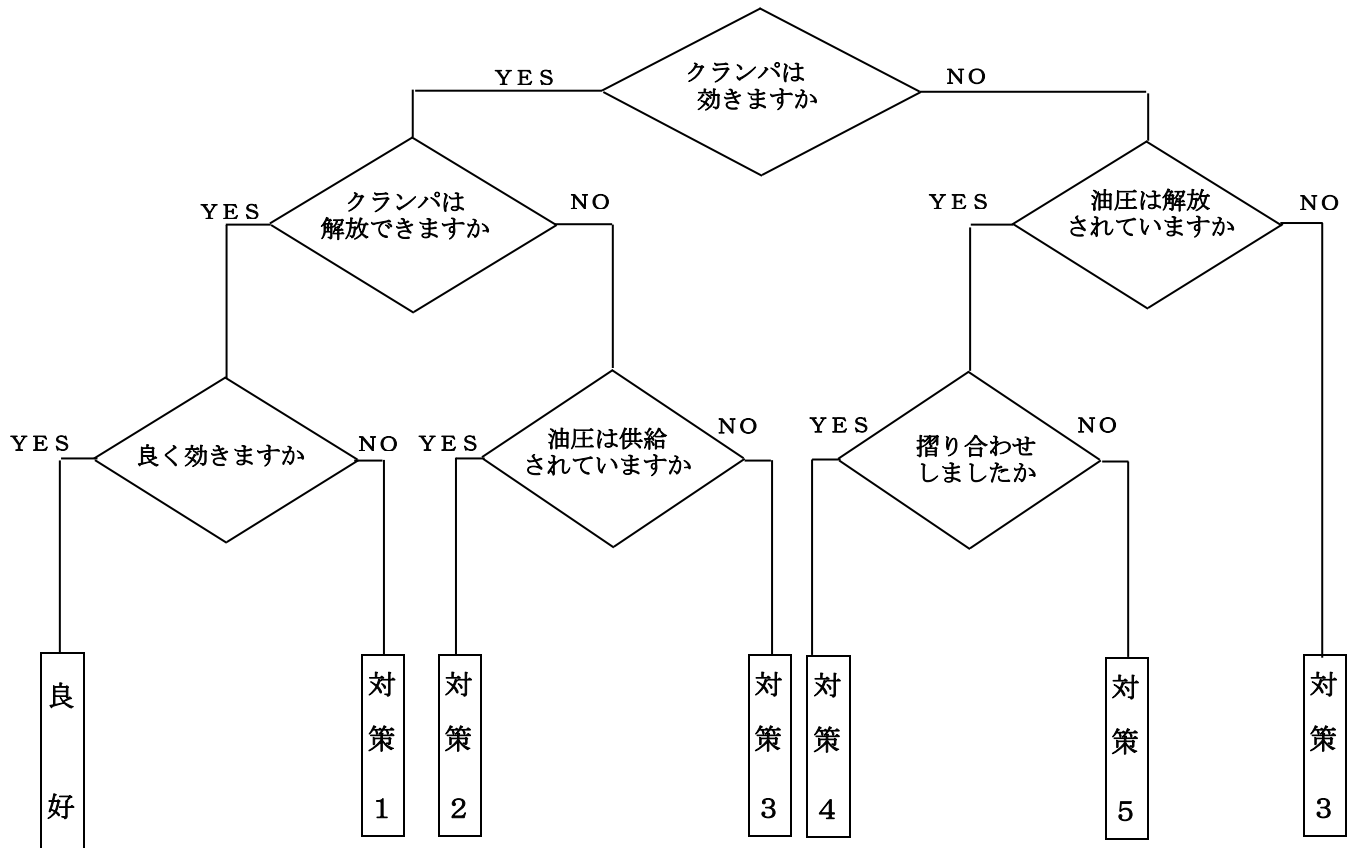 クランパは
効きますか
YES
NO
クランパは
解放できますか
YES
NO
油圧は解放
されていますか
YES
NO
良く効きますか
YES
NO
油圧は供給
されていますか
YES
NO
摺り合わせ
しましたか
YES
NO
良好
対策1
対策2
対策3
対策4
対策5
対策3